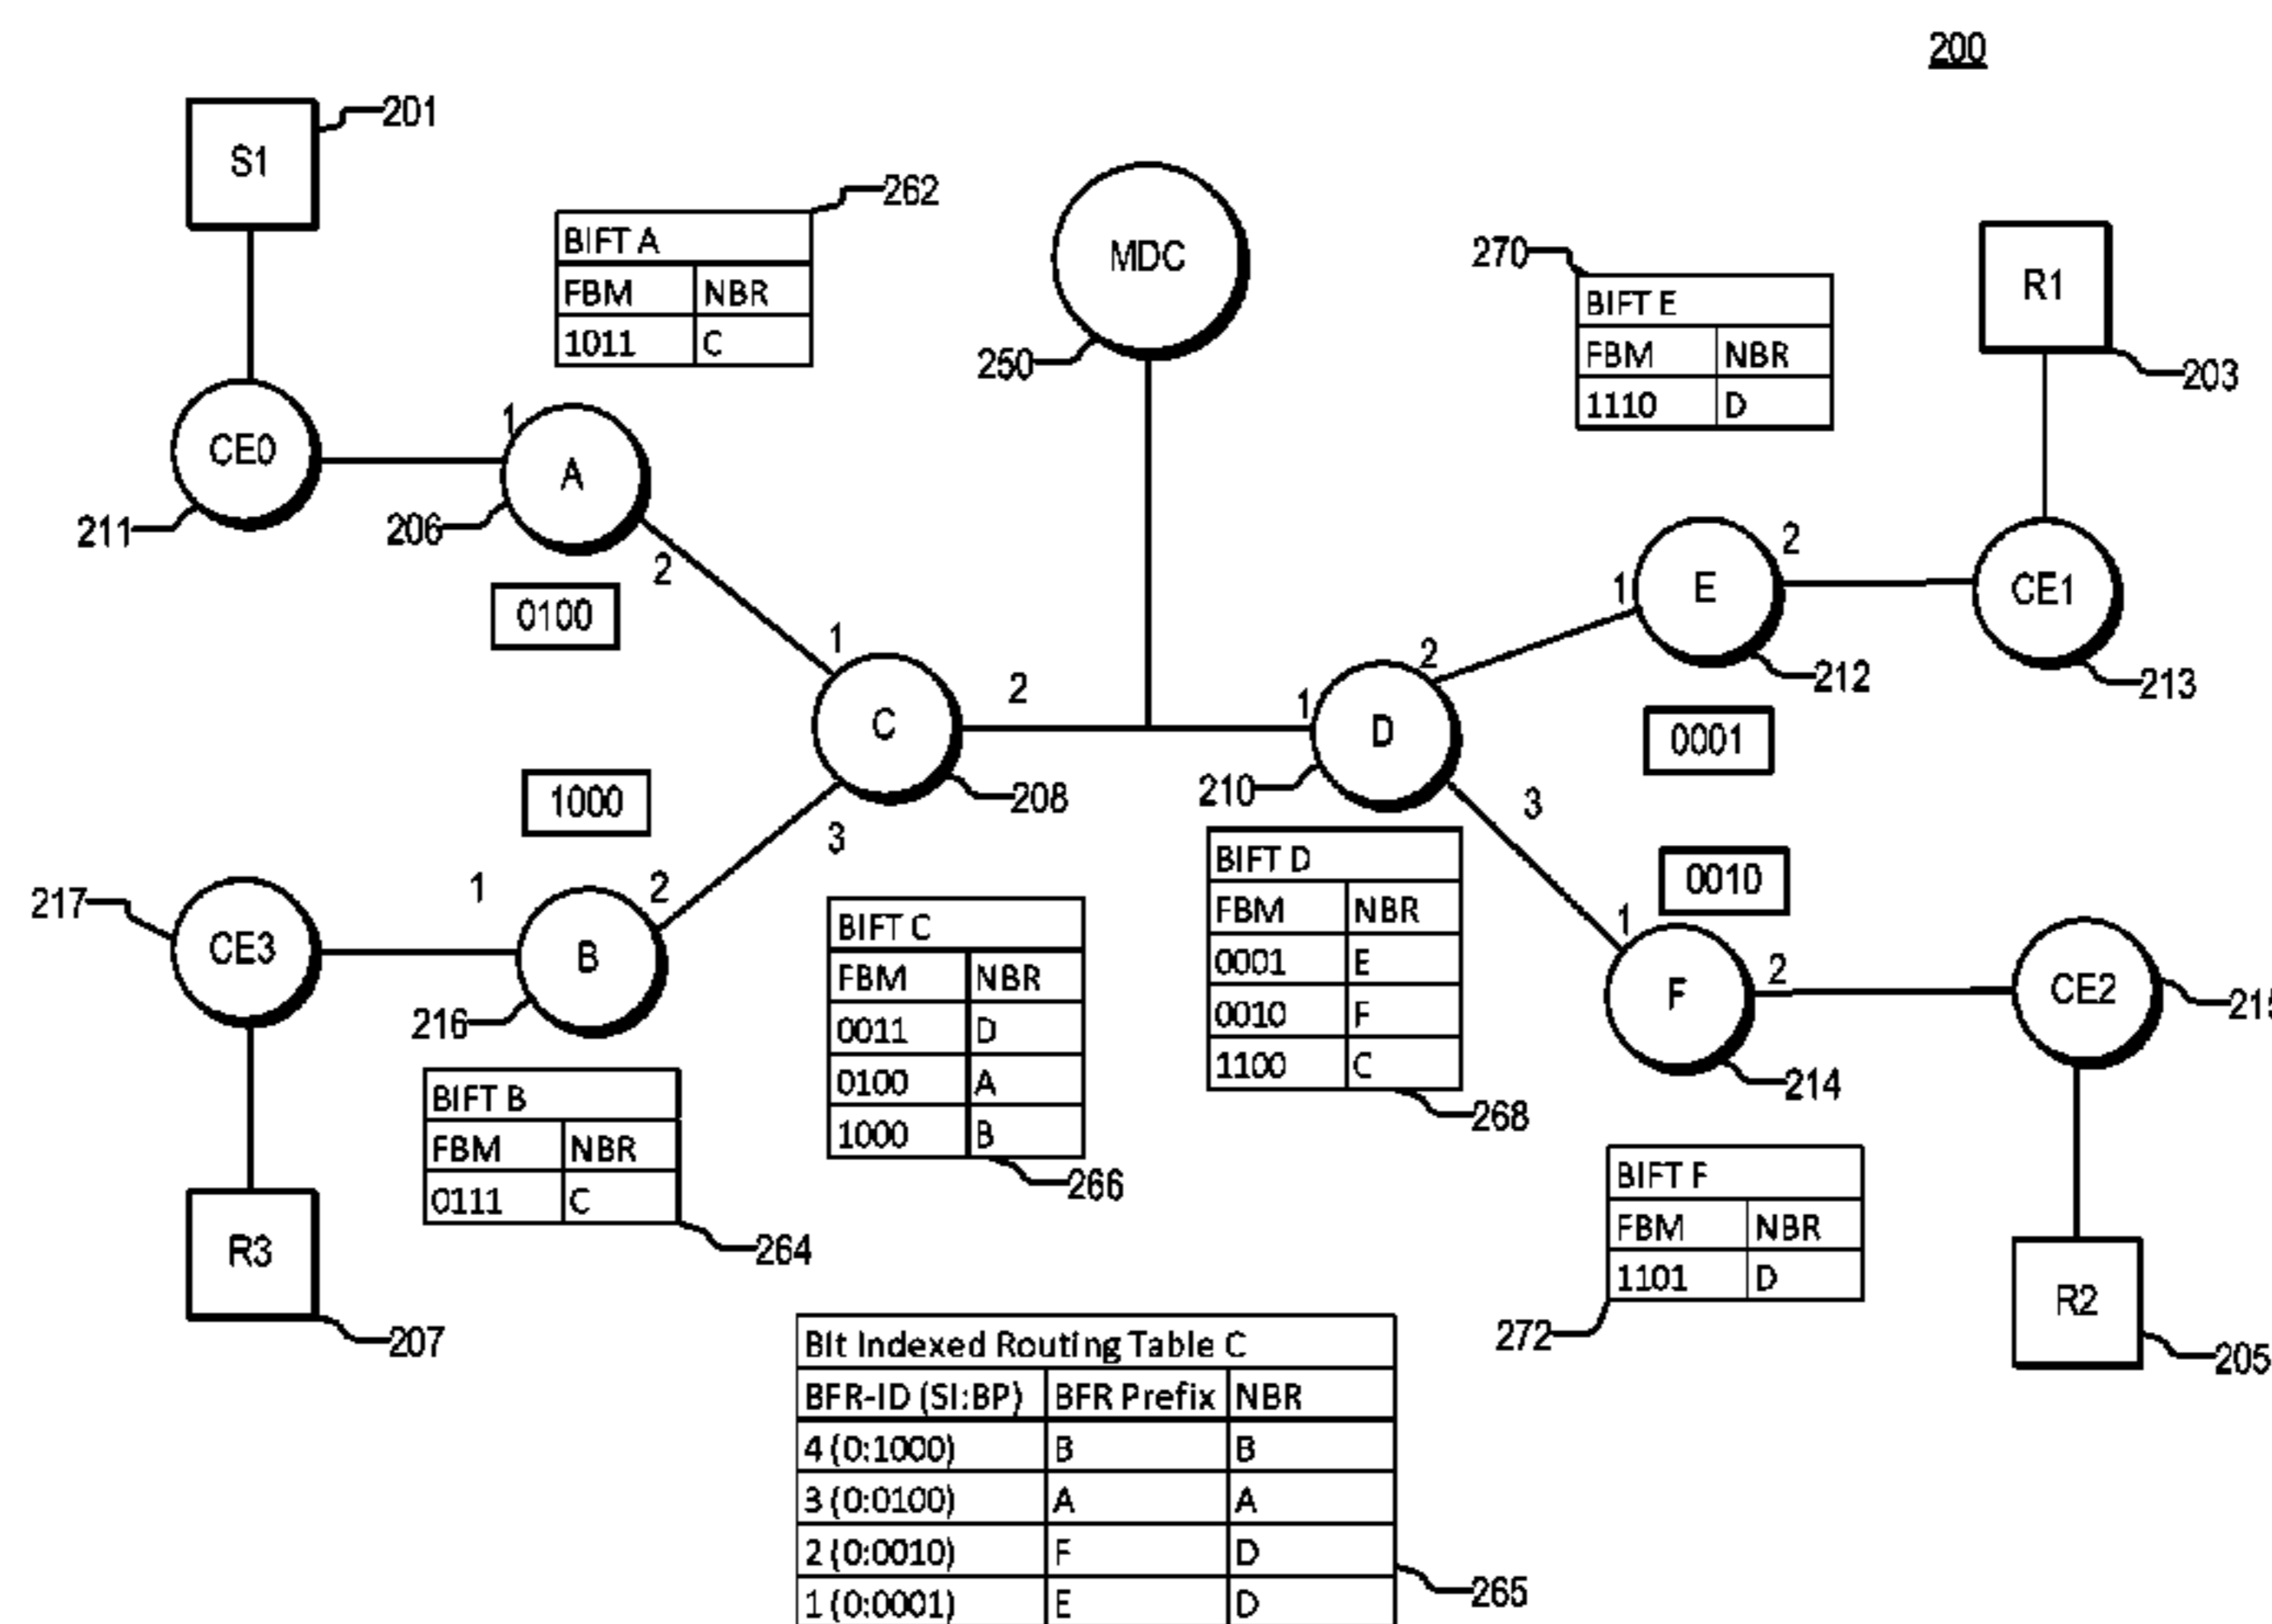 200
201
S1
262
BIFT A
FBM NBR
1011 C
MDC
250
270
BIFT E
FBM NBR
1110 D
R1
203
CE0
211
1
A
206
2
0100
1
C
2
208
3
1
D
2
210
3
1
E
2
212
0001
CE1
213
1000
217
CE3
1
B
2
216
0010
1
F
2
214
CE2
215
BIFT C
FBM NBR
0011 D
0100 A
1000 B
266
BIFT D
FBM NBR
0001 E
0010 F
1100 C
268
BIFT B
FBM NBR
0111 C
264
R3
207
BIFT F
FBM NBR
1101 D
272
R2
205
Bit Indexed Routing Table C
BFR-ID (SI:BP) BFR Prefix NBR
4 (0:1000) B B
3 (0:0100) A A
2 (0:0010) F D
1 (0:0001) E D
265